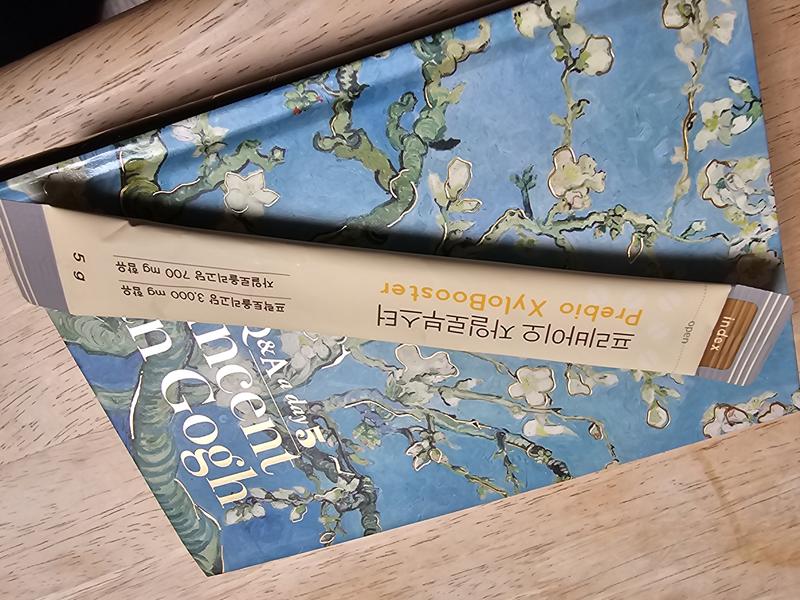 index
open
프리바이오 자일로부스터
Prebio XyloBooster
프락토올리고당 3,000 mg 함유
자일로올리고당 700 mg 함유
5 g
Q&A a day 5
ncent
n Gogh